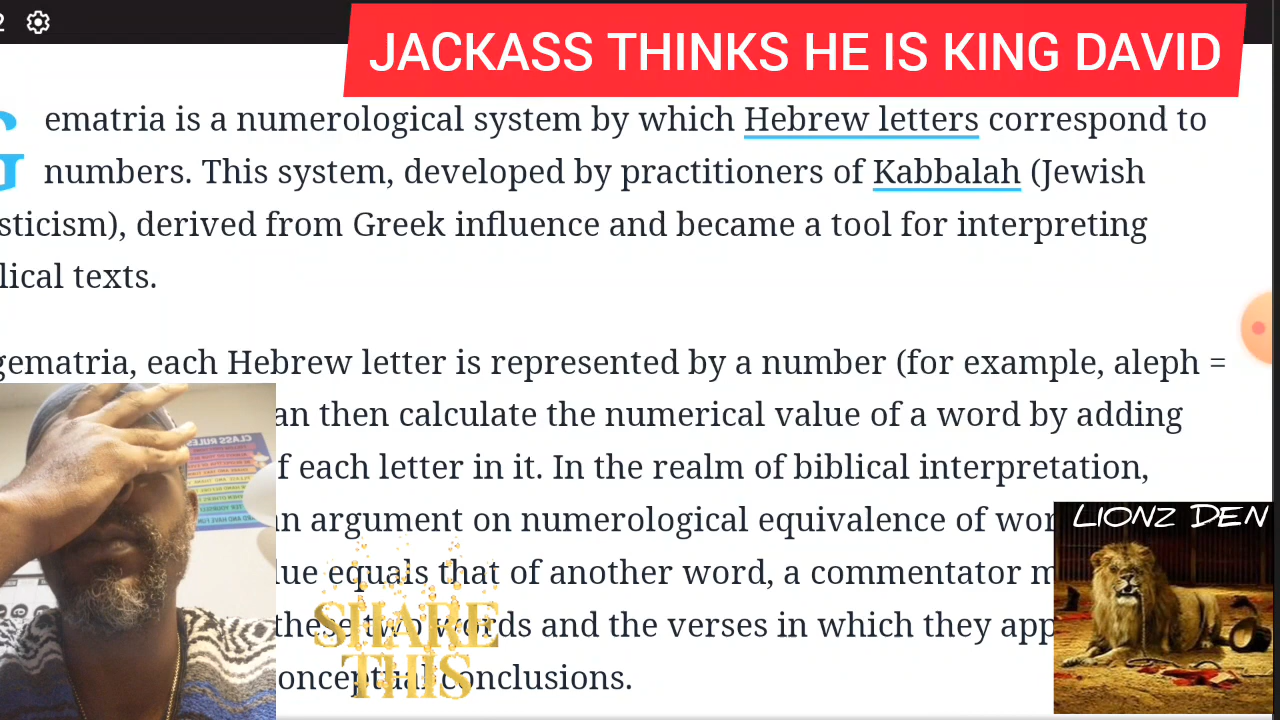 2
JACKASS THINKS HE IS KING DAVID
G
ematria is a numerological system by which Hebrew letters correspond to
numbers. This system, developed by practitioners of Kabbalah (Jewish
sticism), derived from Greek influence and became a tool for interpreting
lical texts.
gematria, each Hebrew letter is represented by a number (for example, aleph =
an then calculate the numerical value of a word by adding
f each letter in it. In the realm of biblical interpretation,
n argument on numerological equivalence of wor
lue equals that of another word, a commentator m
these two words and the verses in which they app
onceptual conclusions.
CLASS RULES
SHARE
THIS
LIONZ DEN